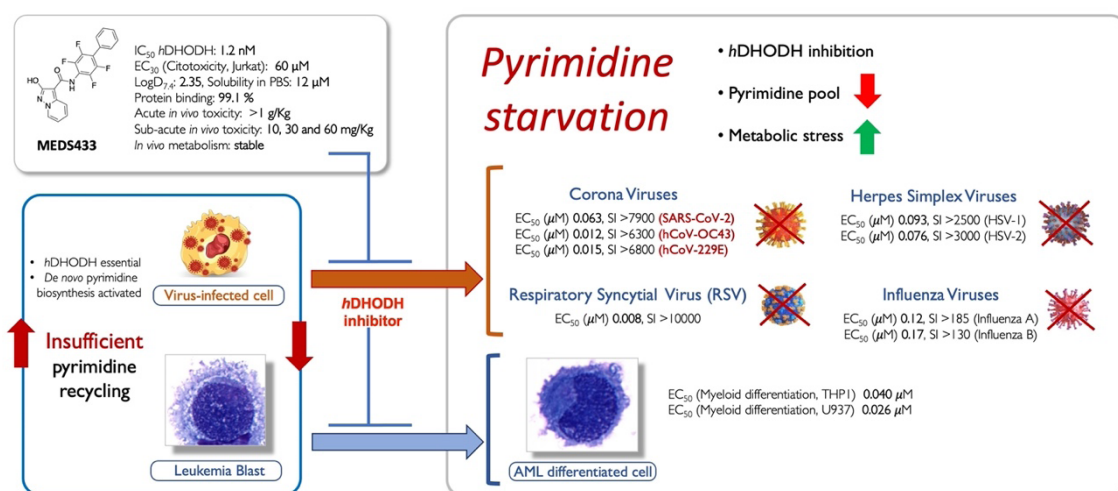 F
F
O
HO
NH
F
N
F
N
MEDS433
IC50 hDHODH: 1.2 nM
EC30 (Citotoxicity, Jurkat): 60 μM
LogD7.4: 2.35, Solubility in PBS: 12 μM
Protein binding: 99.1 %
Acute in vivo toxicity: >1 g/Kg
Sub-acute in vivo toxicity: 10, 30 and 60 mg/Kg
In vivo metabolism: stable
• hDHODH essential
• De novo pyrimidine
biosynthesis activated
Virus-infected cell
Insufficient
pyrimidine
recycling
Leukemia Blast
hDHODH
inhibitor
Pyrimidine
starvation
• hDHODH inhibition
• Pyrimidine pool
• Metabolic stress
Corona Viruses
EC50 (μM) 0.063, SI >7900 (SARS-CoV-2)
EC50 (μM) 0.012, SI >6300 (hCoV-OC43)
EC50 (μM) 0.015, SI >6800 (hCoV-229E)
Herpes Simplex Viruses
EC50 (μM) 0.093, SI >2500 (HSV-1)
EC50 (μM) 0.076, SI >3000 (HSV-2)
Respiratory Syncytial Virus (RSV)
EC50 (μM) 0.008, SI >10000
Influenza Viruses
EC50 (μM) 0.12, SI >185 (Influenza A)
EC50 (μM) 0.17, SI >130 (Influenza B)
AML differentiated cell
EC50 (Myeloid differentiation, THP1) 0.040 μM
EC50 (Myeloid differentiation, U937) 0.026 μM